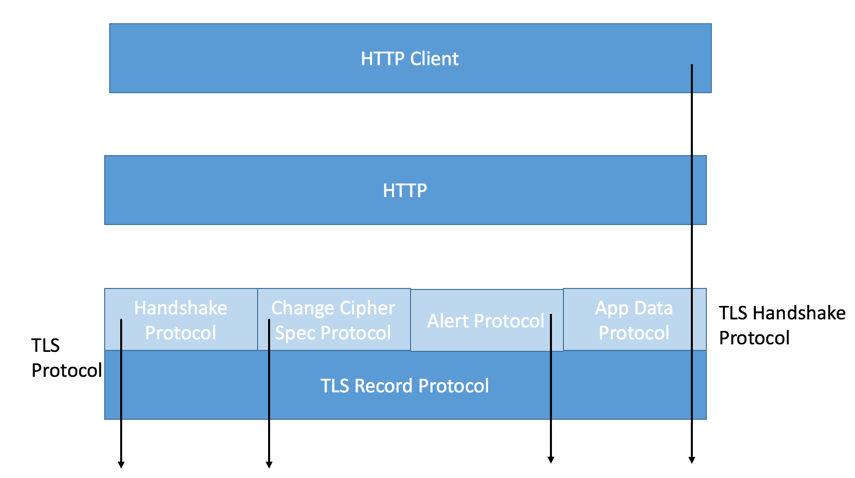 HTTP Client
HTTP
Handshake
Protocol
Change Cipher
Spec Protocol
Alert Protocol
App Data
Protocol
TLS Handshake
Protocol
TLS
Protocol
TLS Record Protocol